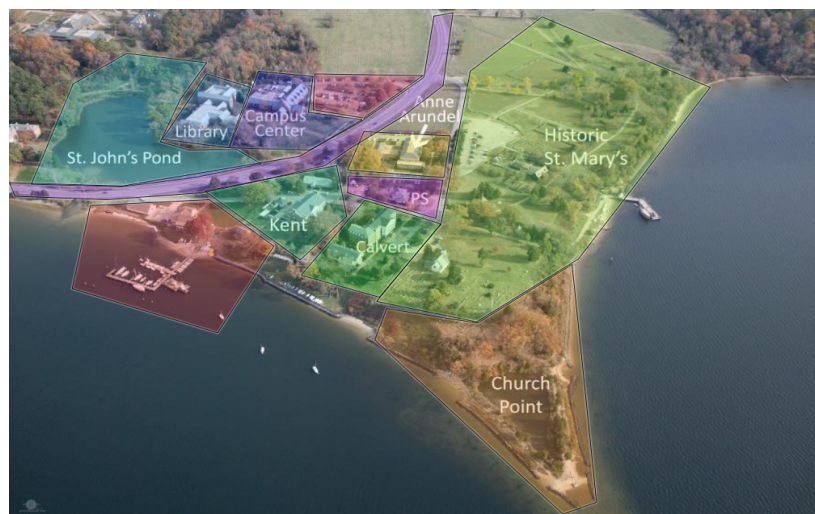 Anne
Arundel
Campus
Center
Library
Historic
St. Mary's
St. John's Pond
PS
Kent
Calvert
Church
Point